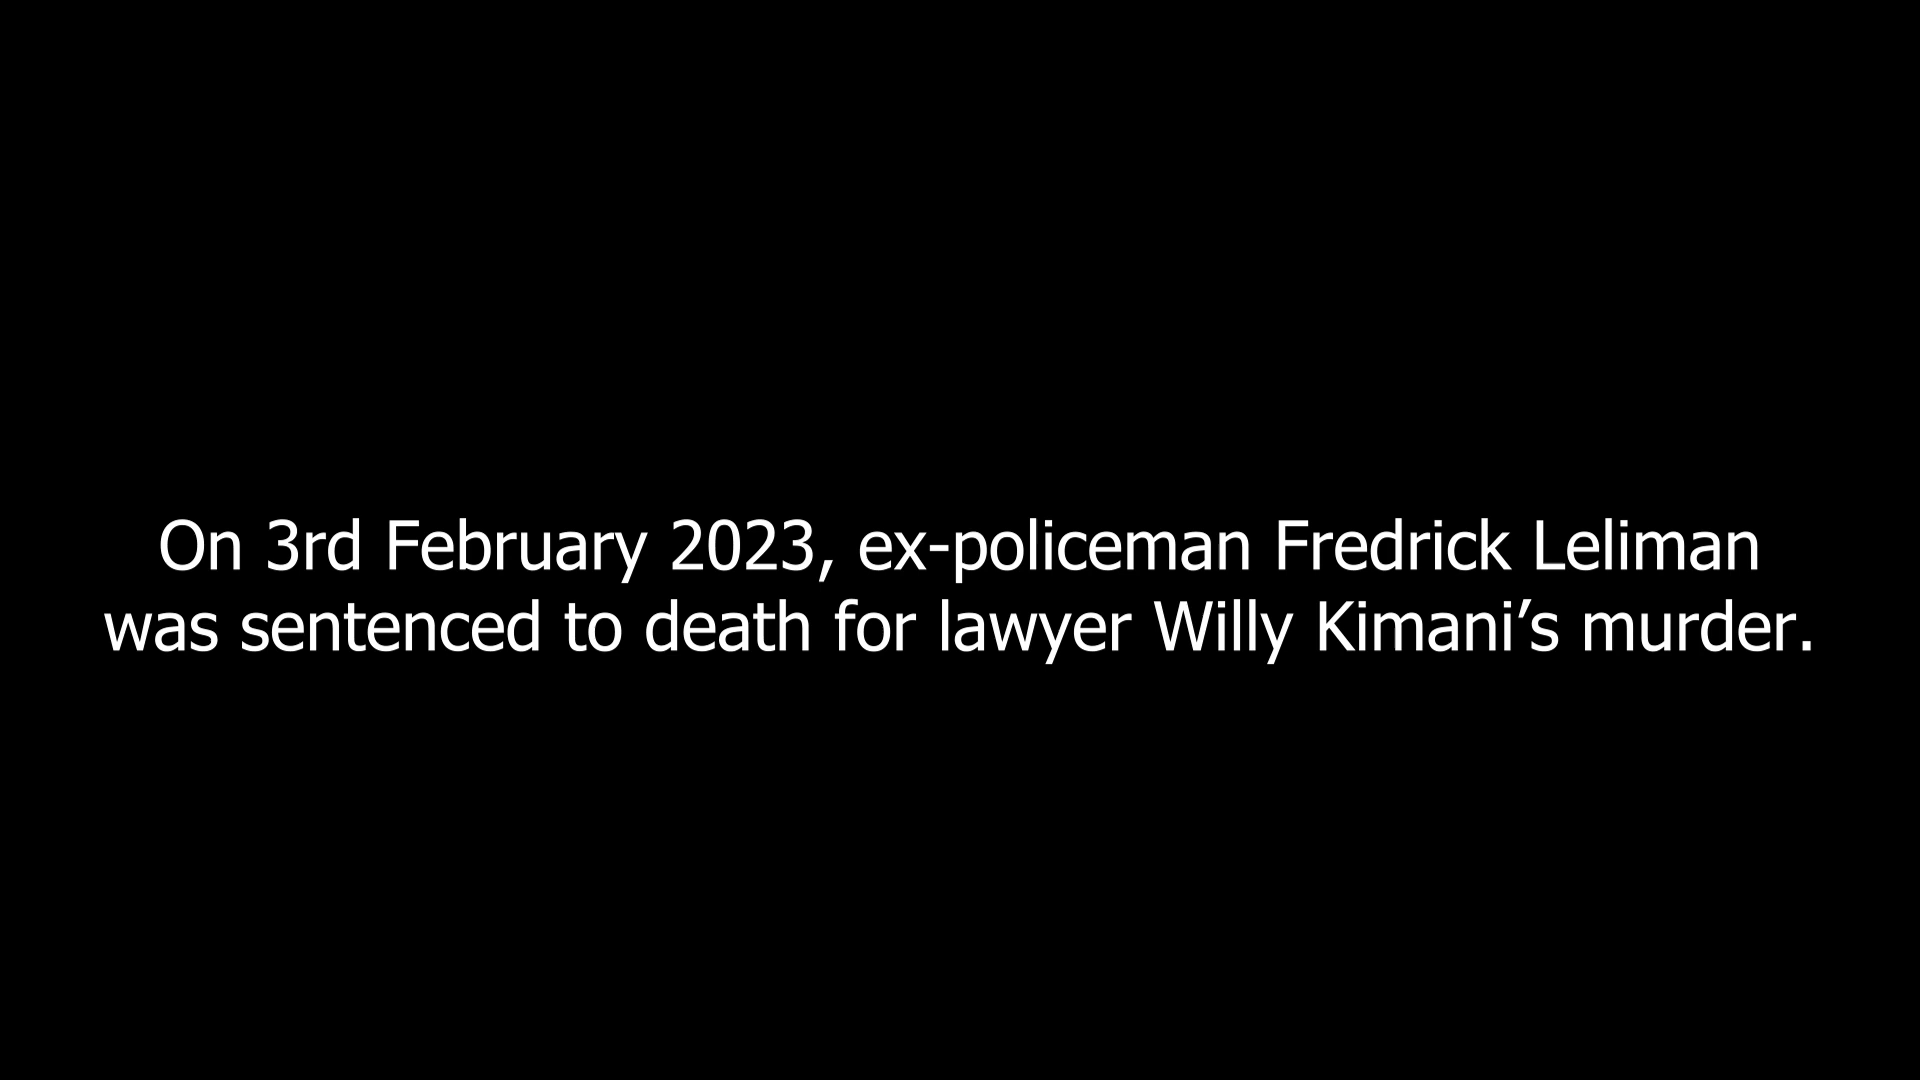 On 3rd February 2023, ex-policeman Fredrick Leliman
was sentenced to death for lawyer Willy Kimani’s murder.